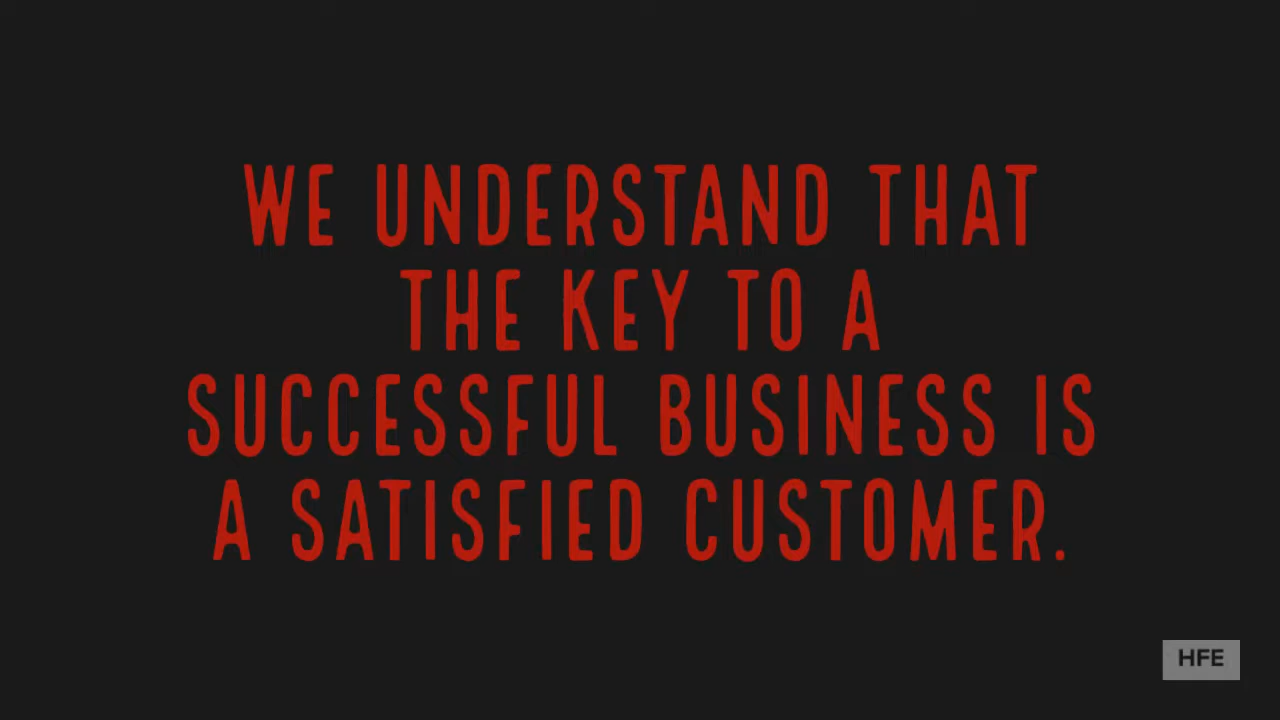 WE UNDERSTAND THAT
THE KEY TO A
SUCCESSFUL BUSINESS IS
A SATISFIED CUSTOMER.
HFE